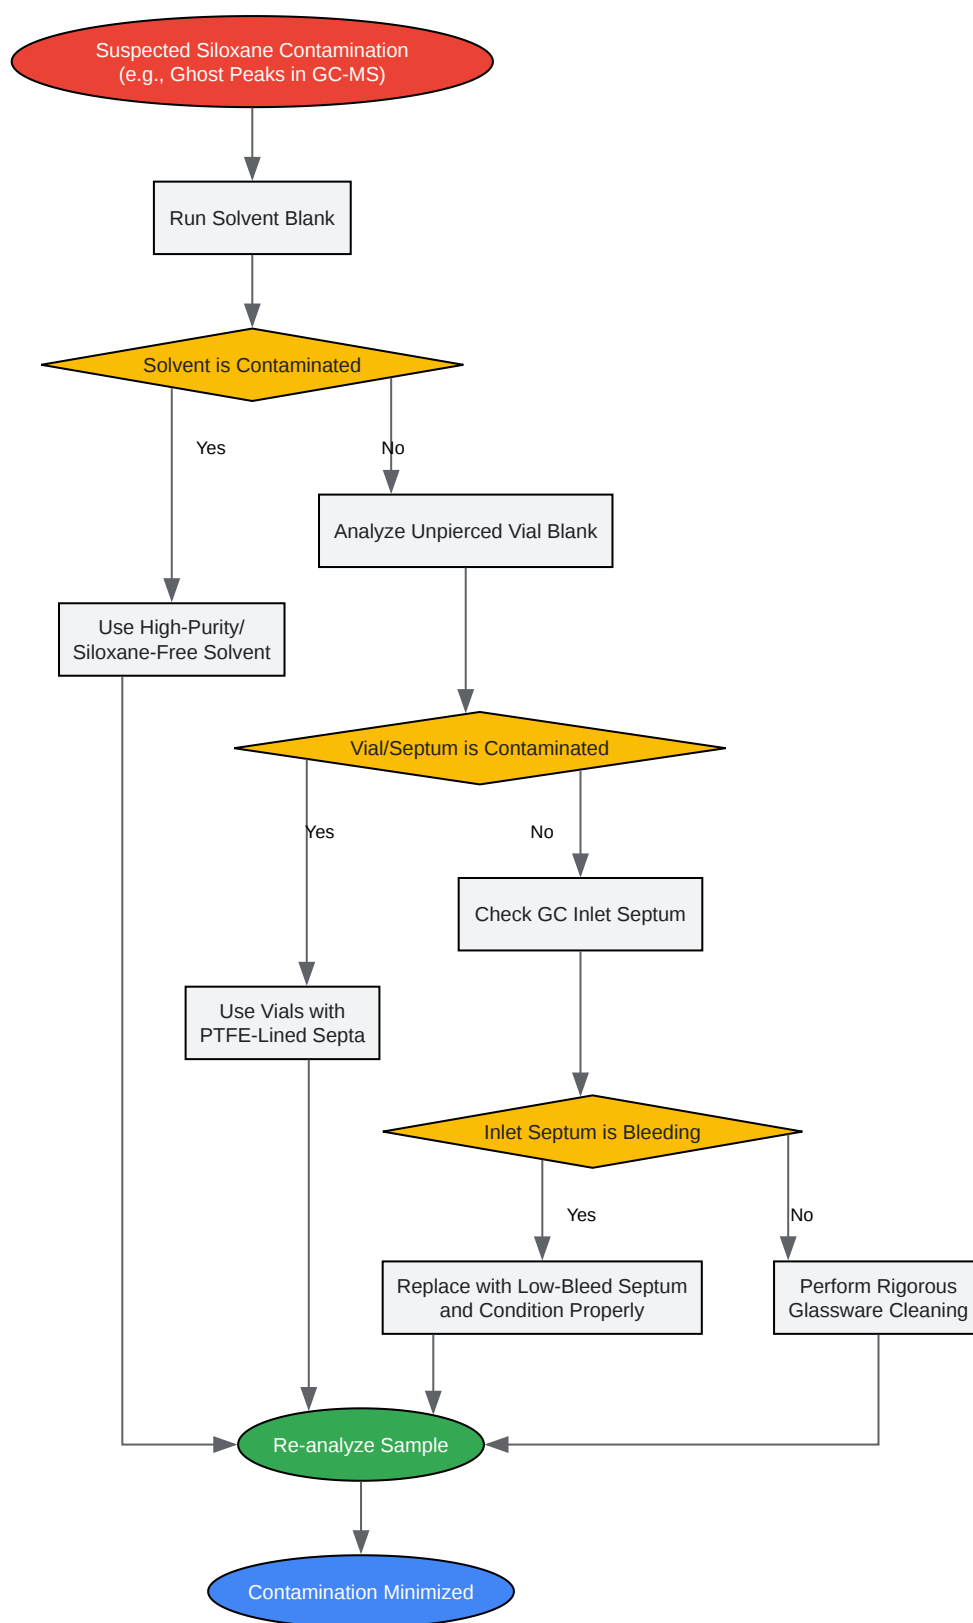 Suspected Siloxane Contamination
(e.g., Ghost Peaks in GC-MS)
Run Solvent Blank
Solvent is Contaminated
Yes
No
Analyze Unpierced Vial Blank
Use High-Purity/
Siloxane-Free Solvent
Vial/Septum is Contaminated
Yes
No
Check GC Inlet Septum
Use Vials with
PTFE-Lined Septa
Inlet Septum is Bleeding
Yes
No
Replace with Low-Bleed Septum
and Condition Properly
Perform Rigorous
Glassware Cleaning
Re-analyze Sample
Contamination Minimized